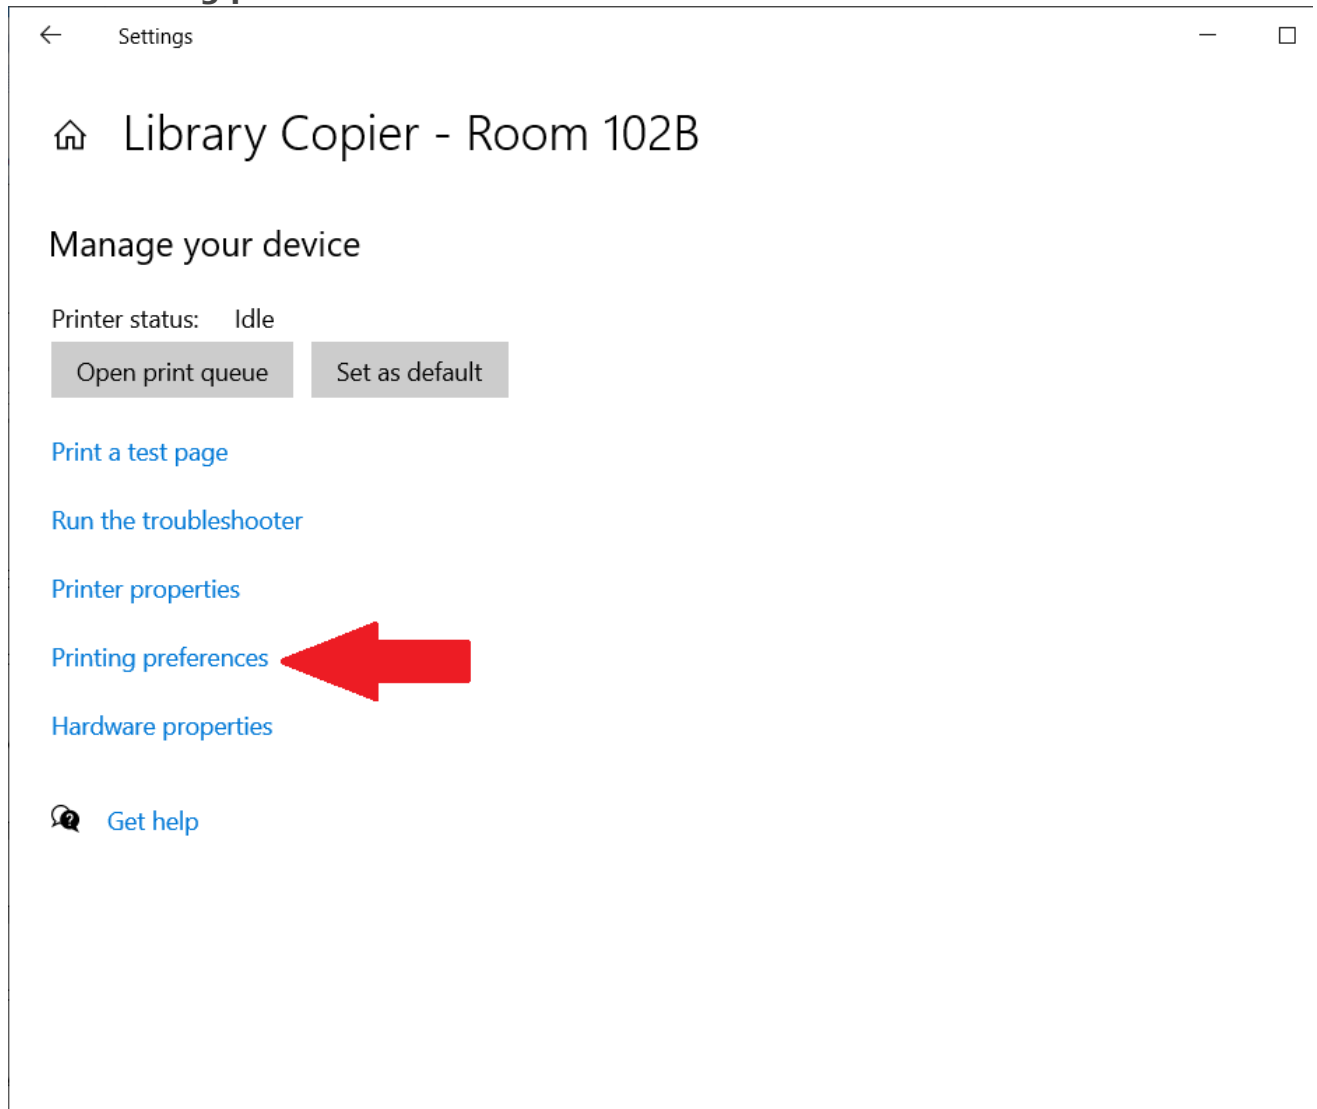 Settings
Library Copier - Room 102B
Manage your device
Printer status: Idle
Open print queue Set as default
Print a test page
Run the troubleshooter
Printer properties
Printing preferences
Hardware properties
Get help